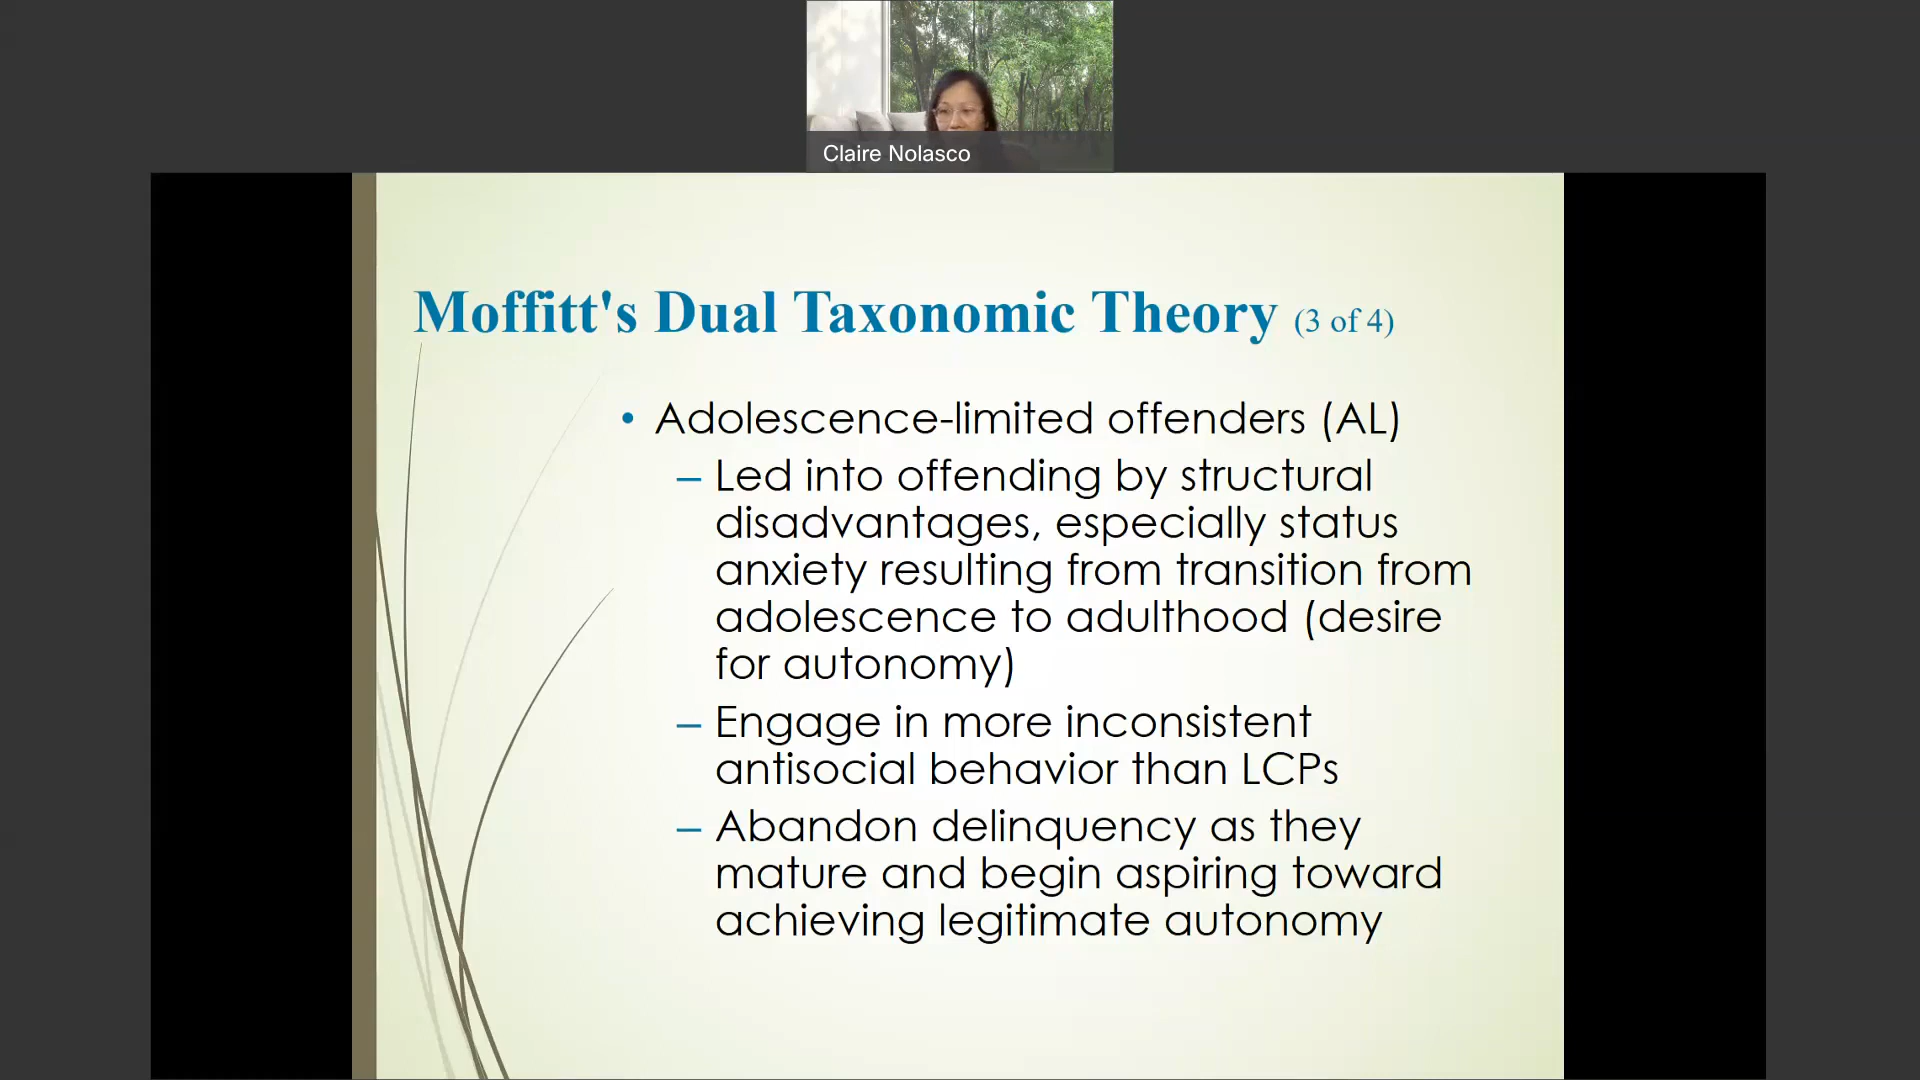 Claire Nolasco
Moffitt's Dual Taxonomic Theory (3 of 4)
• Adolescence-limited offenders (AL)
– Led into offending by structural
disadvantages, especially status
anxiety resulting from transition from
adolescence to adulthood (desire
for autonomy)
– Engage in more inconsistent
antisocial behavior than LCPs
– Abandon delinquency as they
mature and begin aspiring toward
achieving legitimate autonomy